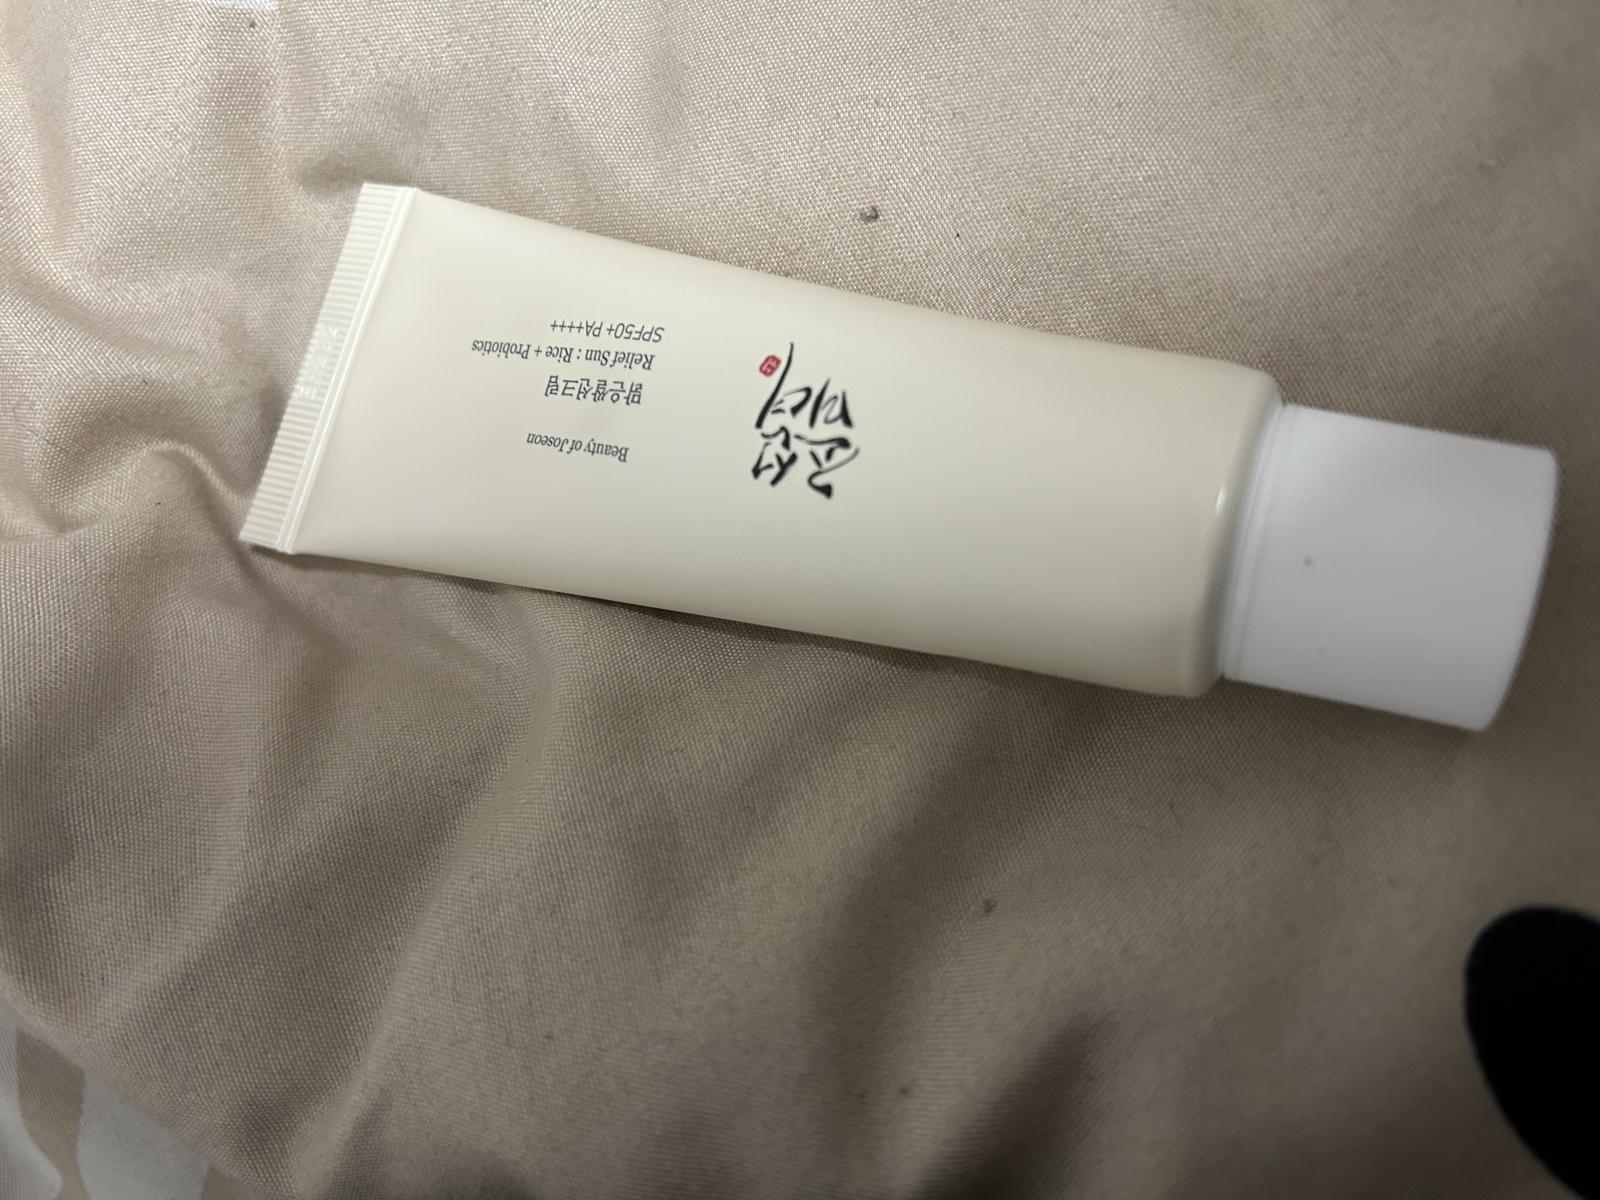 조선
미녀
Beauty of Joseon
맑은쌀선크림
Relief Sun : Rice + Probiotics
SPF50+ PA++++